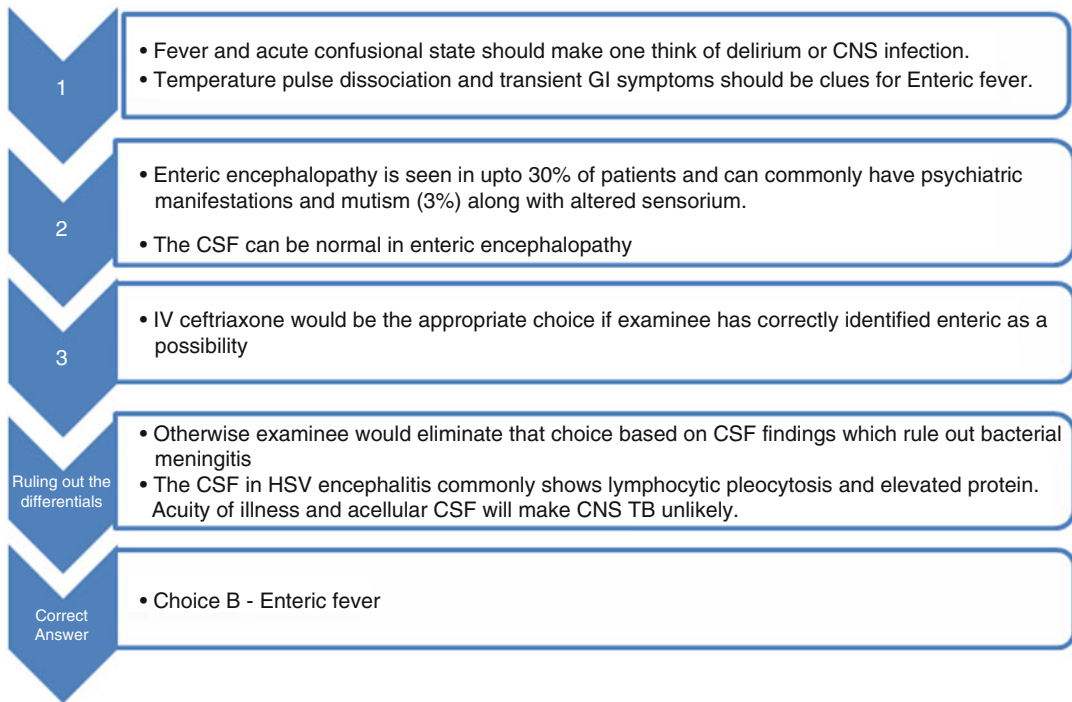 1
• Fever and acute confusional state should make one think of delirium or CNS infection.
• Temperature pulse dissociation and transient GI symptoms should be clues for Enteric fever.
2
• Enteric encephalopathy is seen in upto 30% of patients and can commonly have psychiatric
manifestations and mutism (3%) along with altered sensorium.
• The CSF can be normal in enteric encephalopathy
3
• IV ceftriaxone would be the appropriate choice if examinee has correctly identified enteric as a
possibility
Ruling out the
differentials
• Otherwise examinee would eliminate that choice based on CSF findings which rule out bacterial
meningitis
• The CSF in HSV encephalitis commonly shows lymphocytic pleocytosis and elevated protein.
Acuity of illness and acellular CSF will make CNS TB unlikely.
Correct
Answer
• Choice B - Enteric fever